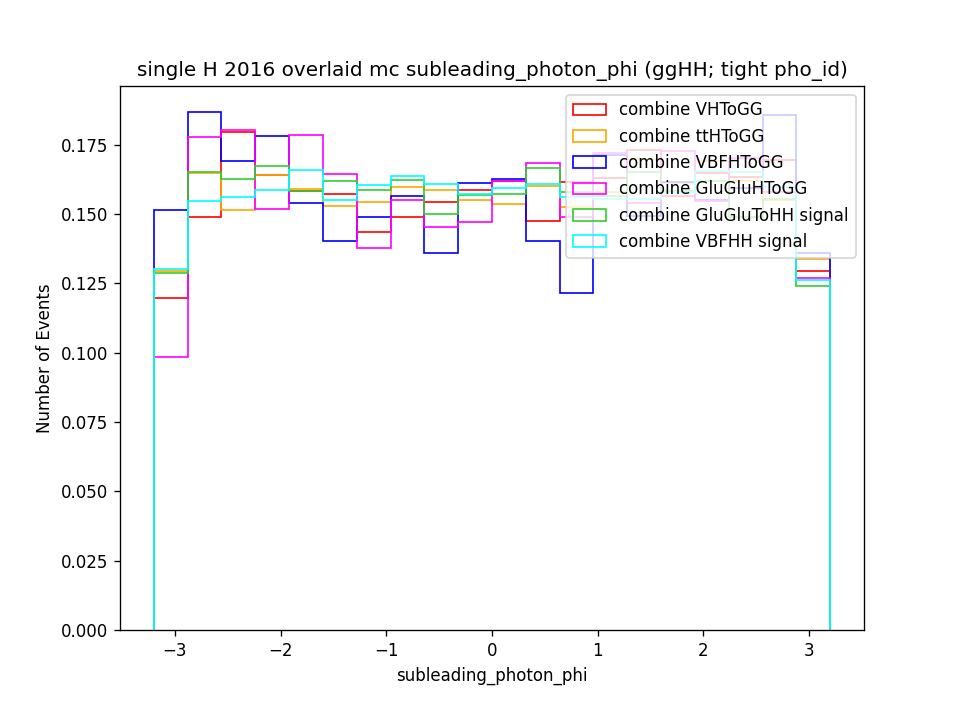 single H 2016 overlaid mc subleading_photon_phi (ggHH; tight pho_id)
combine VHToGG
combine ttHToGG
combine VBFHToGG
combine GluGluHToGG
combine GluGluToHH signal
combine VBFHH signal
Number of Events
0.175
0.150
0.125
0.100
0.075
0.050
0.025
0.000
−3 −2 −1 0 1 2 3
subleading_photon_phi